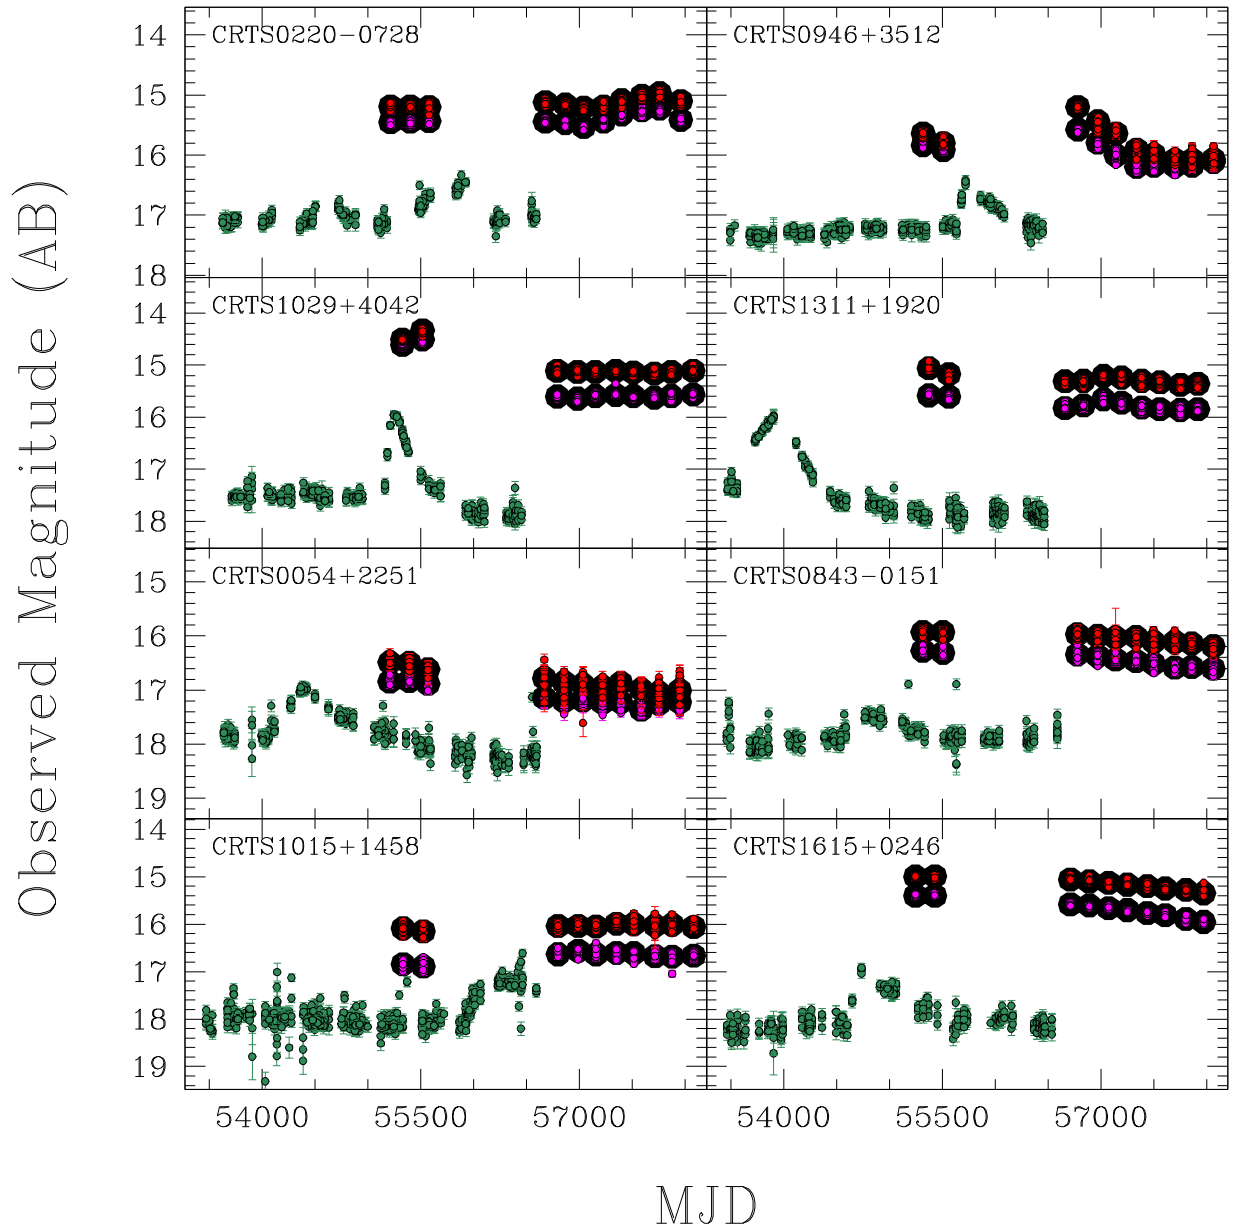 CRTS0220-0728
CRTS0946+3512
14
15
16
17
18
CRTS1029+4042
CRTS1311+1920
14
15
16
17
18
CRTS0054+2251
CRTS0843-0151
15
16
17
18
19
CRTS1015+1458
CRTS1615+0246
14
15
16
17
18
19
54000 55500 57000 54000 55500 57000
Observed Magnitude (AB)
MJD